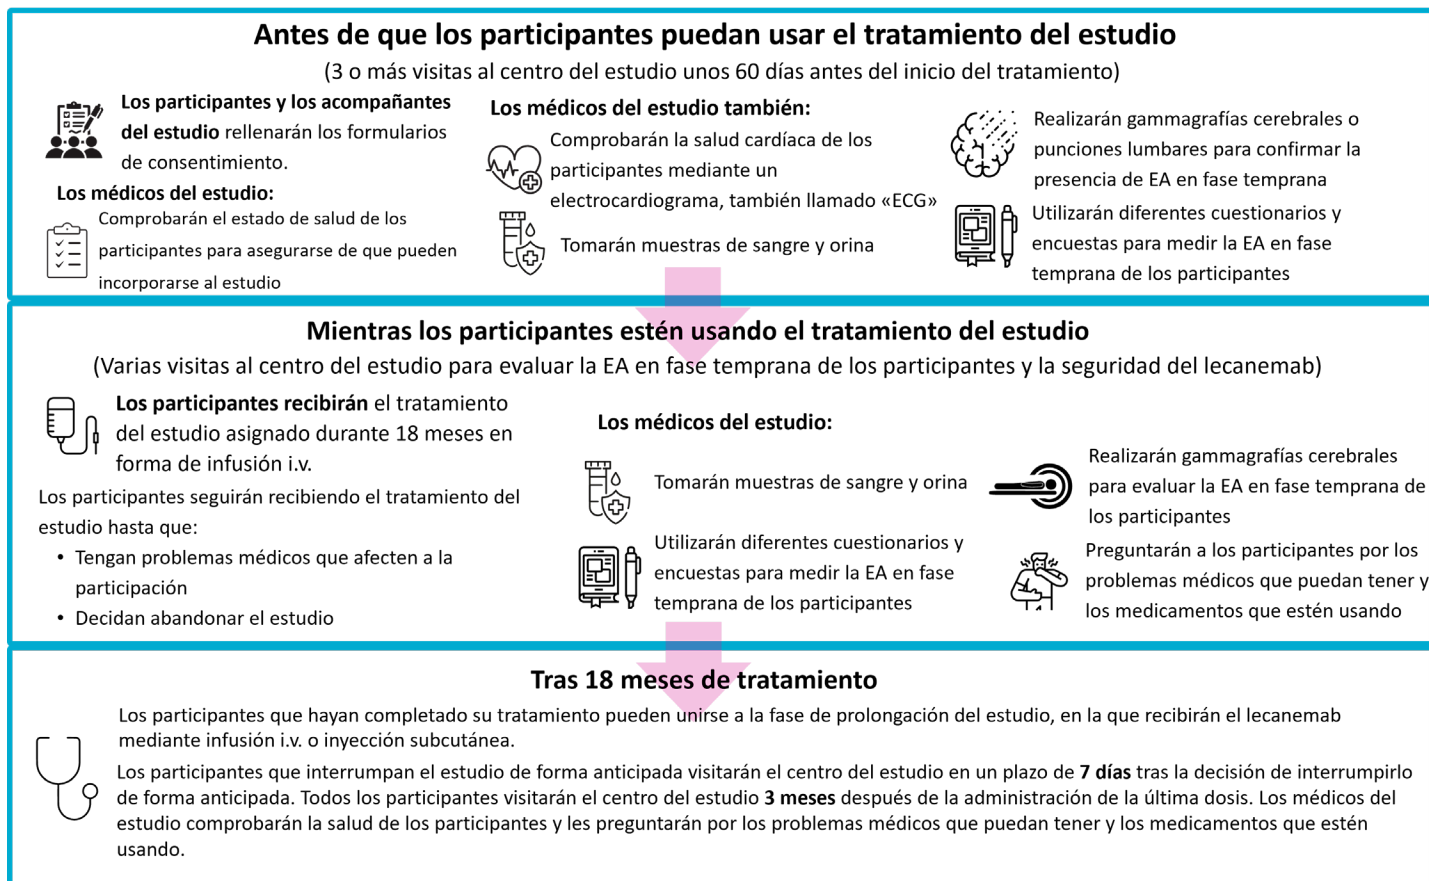 Antes de que los participantes puedan usar el tratamiento del estudio
(3 o más visitas al centro del estudio unos 60 días antes del inicio del tratamiento)
Los participantes y los acompañantes
del estudio rellenarán los formularios
de consentimiento.
Los médicos del estudio:
Comprobarán el estado de salud de los
participantes para asegurarse de que pueden
incorporarse al estudio
Los médicos del estudio también:
Comprobarán la salud cardíaca de los
participantes mediante un
electrocardiograma, también llamado «ECG»
Tomarán muestras de sangre y orina
Realizarán gammagrafías cerebrales o
punciones lumbares para confirmar la
presencia de EA en fase temprana
Utilizarán diferentes cuestionarios y
encuestas para medir la EA en fase
temprana de los participantes
Mientras los participantes estén usando el tratamiento del estudio
(Varias visitas al centro del estudio para evaluar la EA en fase temprana de los participantes y la seguridad del lecanemab)
Los participantes recibirán el tratamiento
del estudio asignado durante 18 meses en
forma de infusión i.v.
Los participantes seguirán recibiendo el tratamiento del
estudio hasta que:
• Tengan problemas médicos que afecten a la
participación
• Decidan abandonar el estudio
Los médicos del estudio:
Tomarán muestras de sangre y orina
Utilizarán diferentes cuestionarios y
encuestas para medir la EA en fase
temprana de los participantes
Realizarán gammagrafías cerebrales
para evaluar la EA en fase temprana de
los participantes
Preguntarán a los participantes por los
problemas médicos que puedan tener y
los medicamentos que estén usando
Tras 18 meses de tratamiento
Los participantes que hayan completado su tratamiento pueden unirse a la fase de prolongación del estudio, en la que recibirán el lecanemab
mediante infusión i.v. o inyección subcutánea.
Los participantes que interrumpan el estudio de forma anticipada visitarán el centro del estudio en un plazo de 7 días tras la decisión de interrumpirlo
de forma anticipada. Todos los participantes visitarán el centro del estudio 3 meses después de la administración de la última dosis. Los médicos del
estudio comprobarán la salud de los participantes y les preguntarán por los problemas médicos que puedan tener y los medicamentos que estén
usando.